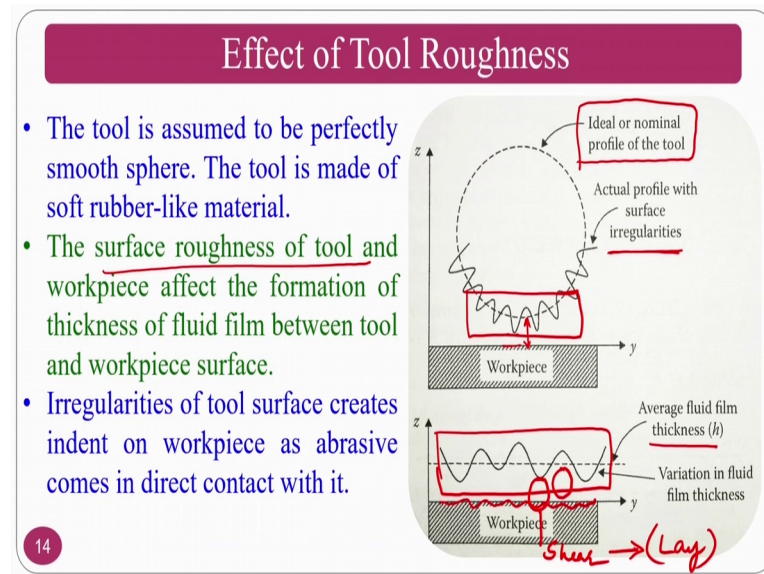 Effect of Tool Roughness
• The tool is assumed to be perfectly
smooth sphere. The tool is made of
soft rubber-like material.
• The surface roughness of tool and
workpiece affect the formation of
thickness of fluid film between tool
and workpiece surface.
• Irregularities of tool surface creates
indent on workpiece as abrasive
comes in direct contact with it.
14
z
Ideal or nominal
profile of the tool
Actual profile with
surface
irregularities
y
Workpiece
z
Average fluid film
thickness (h)
Variation in fluid
film thickness
y
Workpiece
Shear → (Lay)